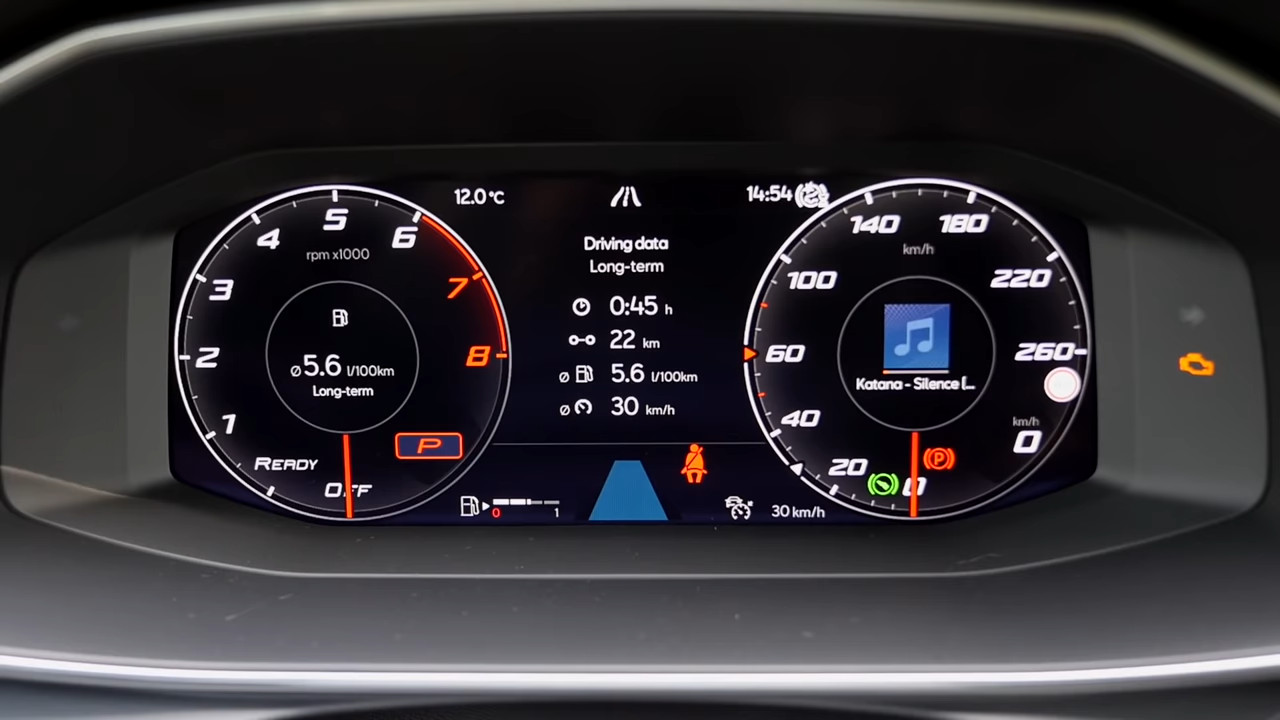 12.0°C
14:54
1
2
3
4
5
6
7
8
rpm x1000
ø5.6 l/100km
Long-term
READY
OFF
P
Driving data
Long-term
0:45 h
22 km
ø 5.6 l/100km
ø 30 km/h
0 1
30 km/h
0
20
40
60
100
140
180
220
260
km/h
Katana - Silence [...
km/h
0
P